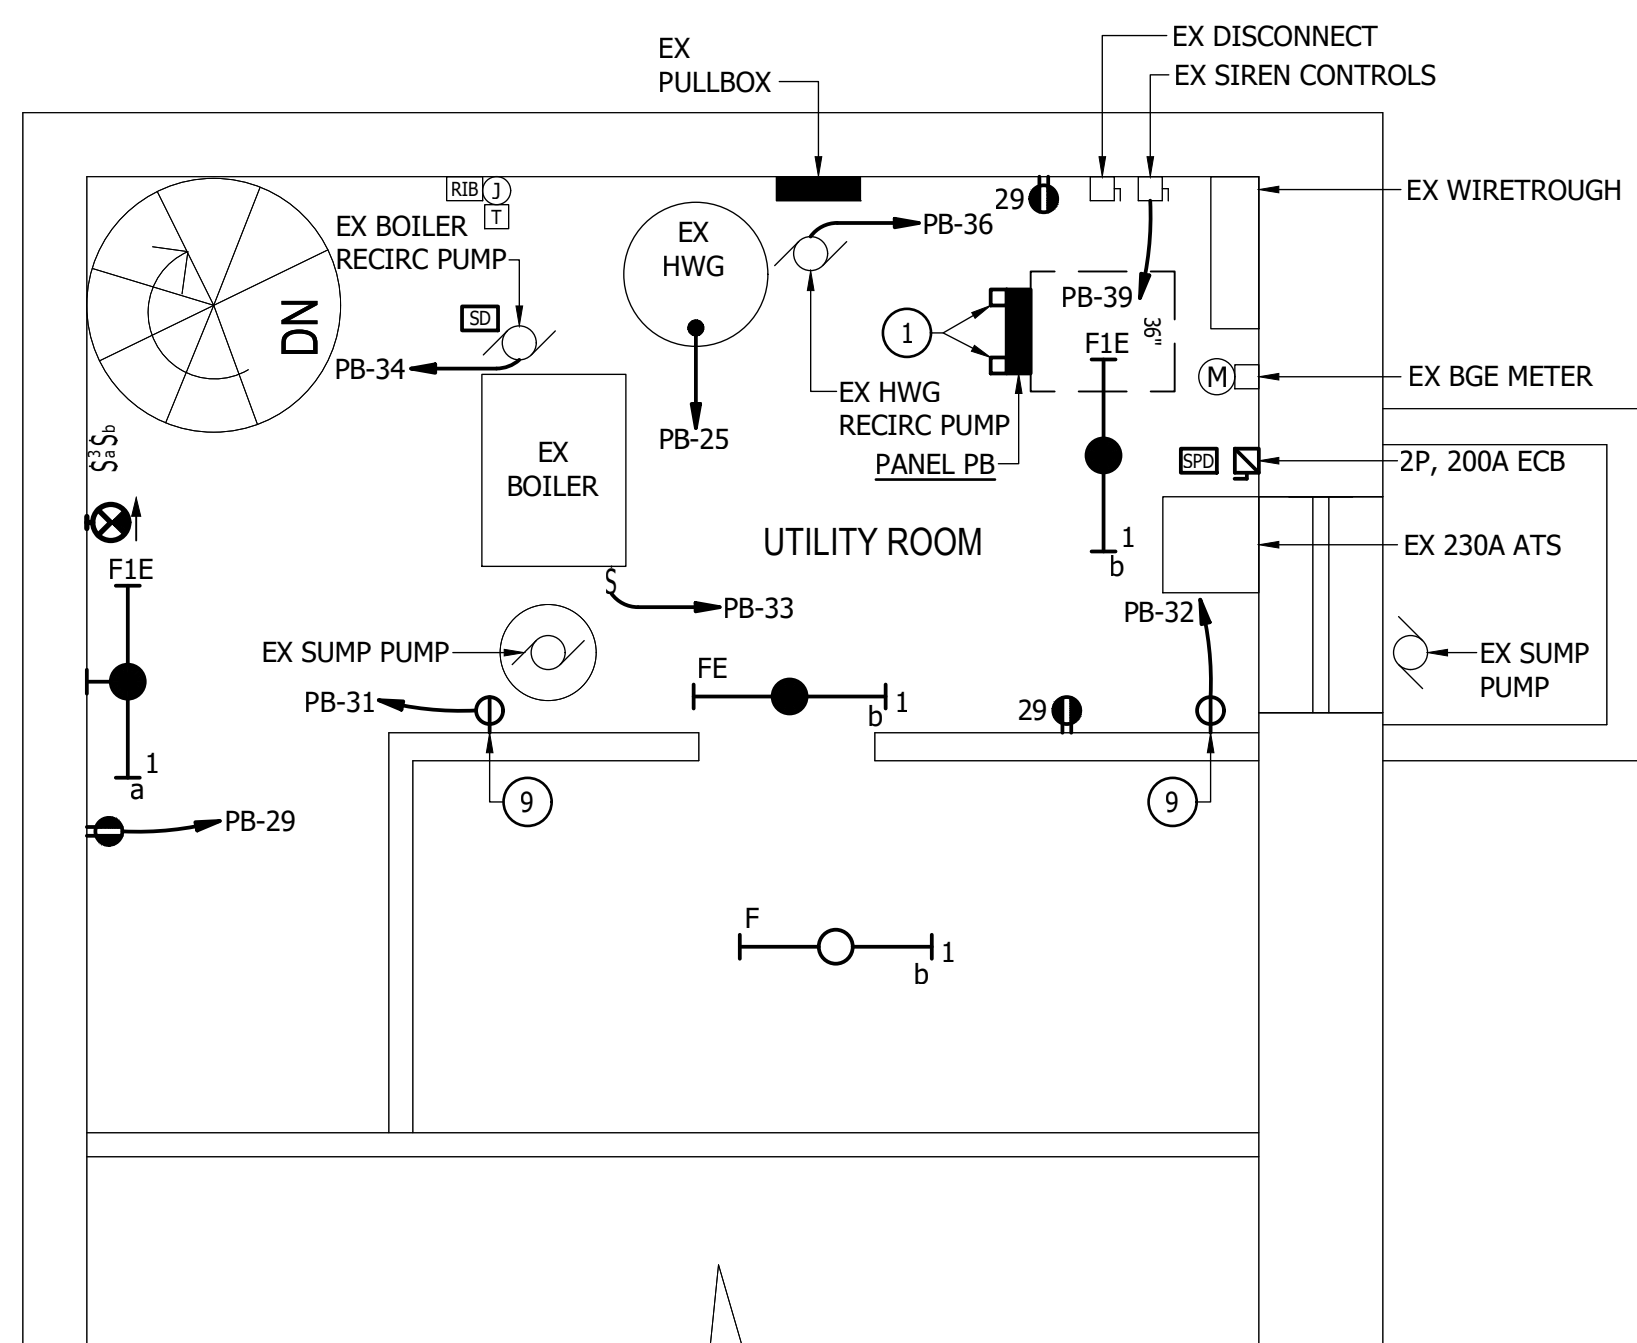 EX DISCONNECT
EX
PULLBOX
EX SIREN CONTROLS
RIB
J
T
29
EX WIRETROUGH
EX BOILER
RECIRC PUMP
EX
HWG
PB-36
PB-39
DN
SD
1
36"
F1E
PB-34
EX HWG
RECIRC PUMP
M
EX BGE METER
PB-25
S3a Sb
EX
BOILER
PANEL PB
SPD
2P, 200A ECB
UTILITY ROOM
1
b
EX 230A ATS
F1E
S
PB-33
PB-32
EX SUMP PUMP
EX SUMP
PUMP
FE
PB-31
b
1
29
1
a
9
9
PB-29
F
b
1